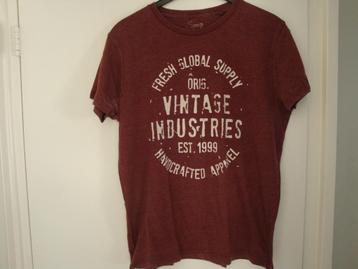 FRESH GLOBAL SUPPLY
ORIG.
VINTAGE
INDUSTRIES
EST. 1999
HANDCRAFTED APPAREL